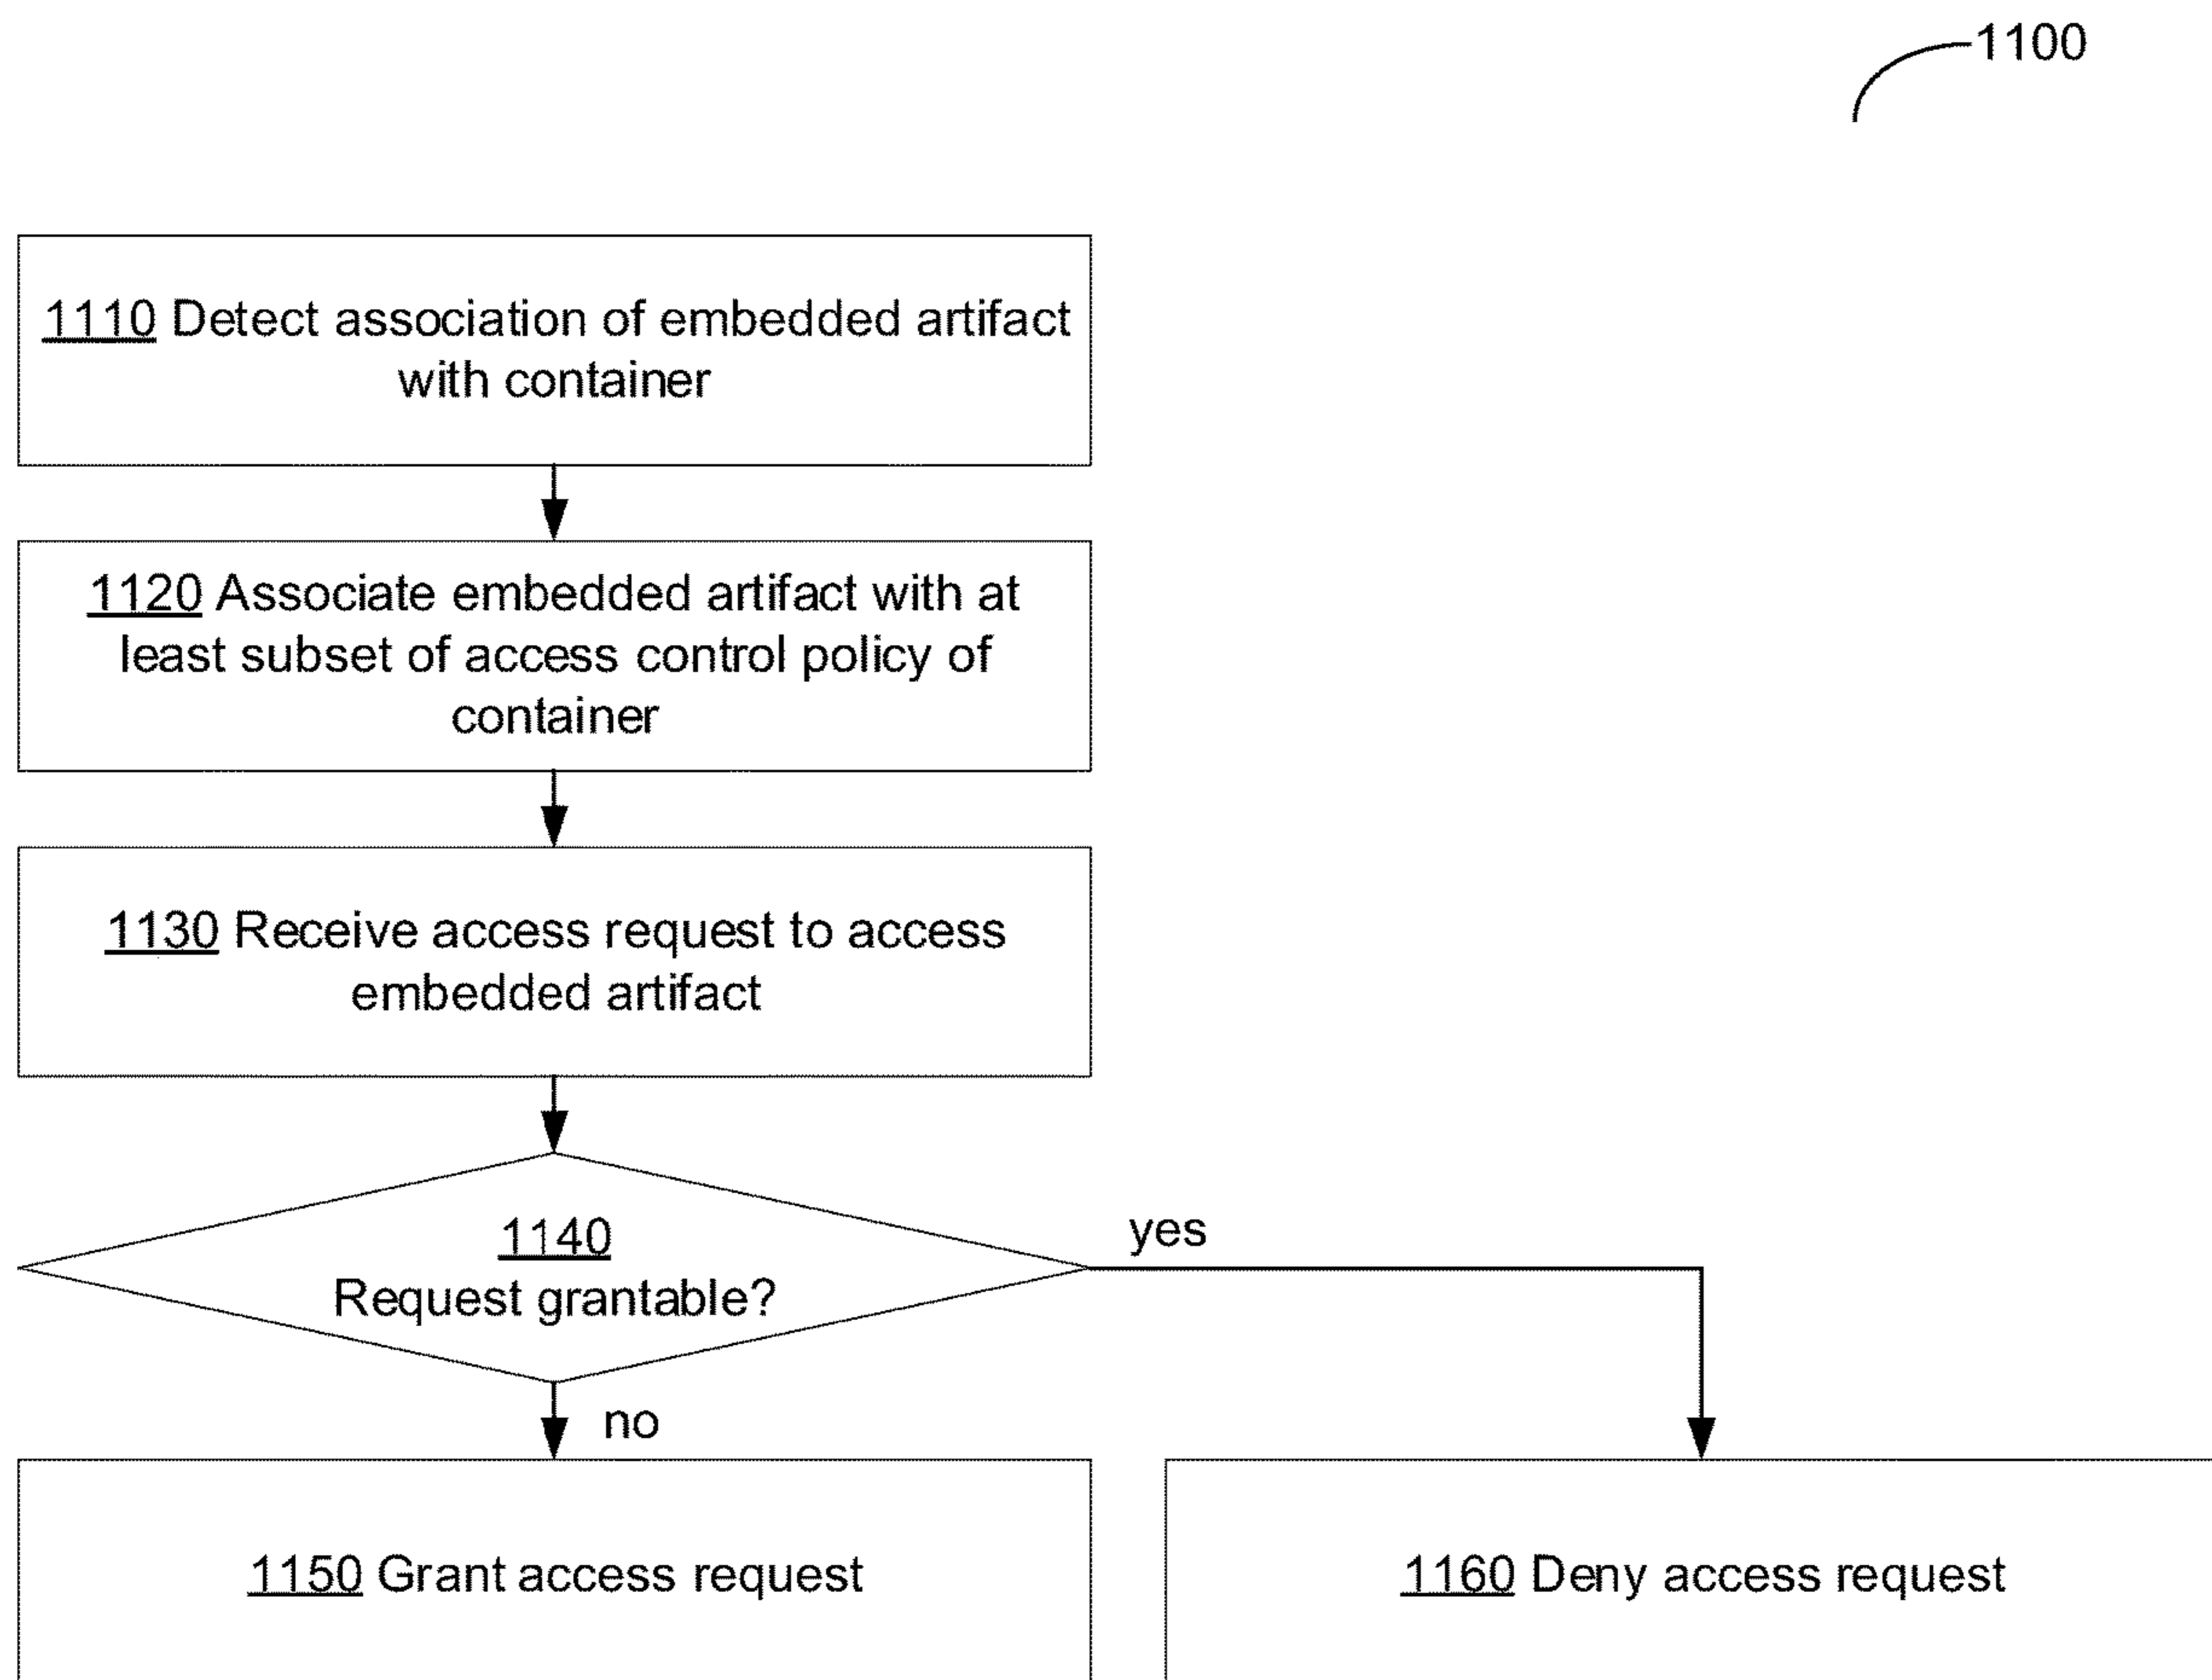 1100
1110 Detect association of embedded artifact
with container
1120 Associate embedded artifact with at
least subset of access control policy of
container
1130 Receive access request to access
embedded artifact
1140
Request grantable?
yes
no
1150 Grant access request
1160 Deny access request